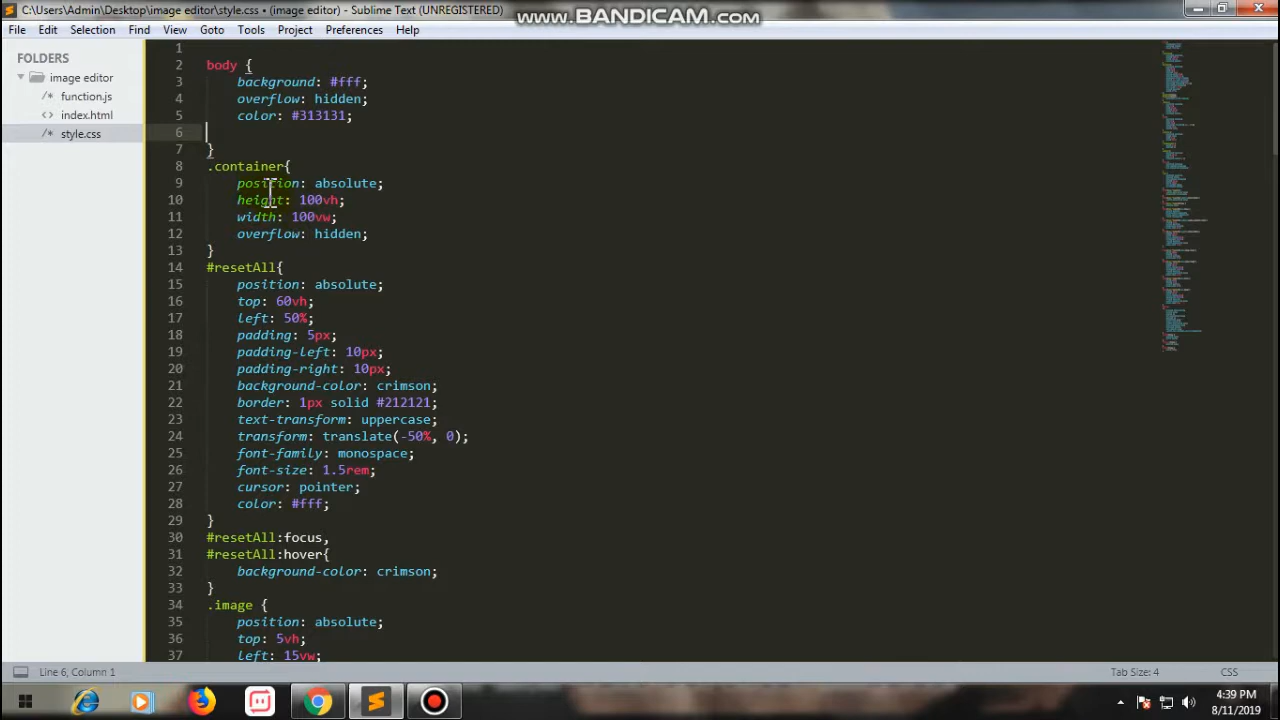 C:\Users\Admin\Desktop\image editor\style.css • (image editor) - Sublime Text (UNREGISTERED)
www.BANDICAM.com
File Edit Selection Find View Goto Tools Project Preferences Help
FOLDERS
image editor
/* function.js
<> index.html
/* style.css
1
2 body {
3 background: #fff;
4 overflow: hidden;
5 color: #313131;
6
7 }
8 .container{
9 position: absolute;
10 height: 100vh;
11 width: 100vw;
12 overflow: hidden;
13 }
14 #resetAll{
15 position: absolute;
16 top: 60vh;
17 left: 50%;
18 padding: 5px;
19 padding-left: 10px;
20 padding-right: 10px;
21 background-color: crimson;
22 border: 1px solid #212121;
23 text-transform: uppercase;
24 transform: translate(-50%, 0);
25 font-family: monospace;
26 font-size: 1.5rem;
27 cursor: pointer;
28 color: #fff;
29 }
30 #resetAll:focus,
31 #resetAll:hover{
32 background-color: crimson;
33 }
34 .image {
35 position: absolute;
36 top: 5vh;
37 left: 15vw;
Line 6, Column 1
Tab Size: 4
CSS
4:39 PM
8/11/2019